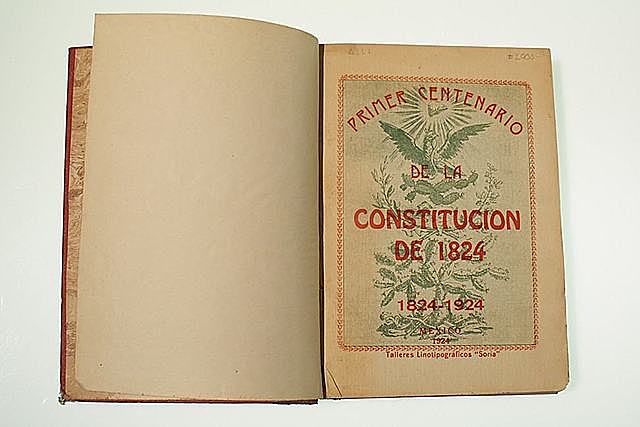 PRIMER CENTENARIO
DE LA
CONSTITUCION
DE 1824
1824-1924
MEXICO
1924
Talleres Linotipográficos "Soria"